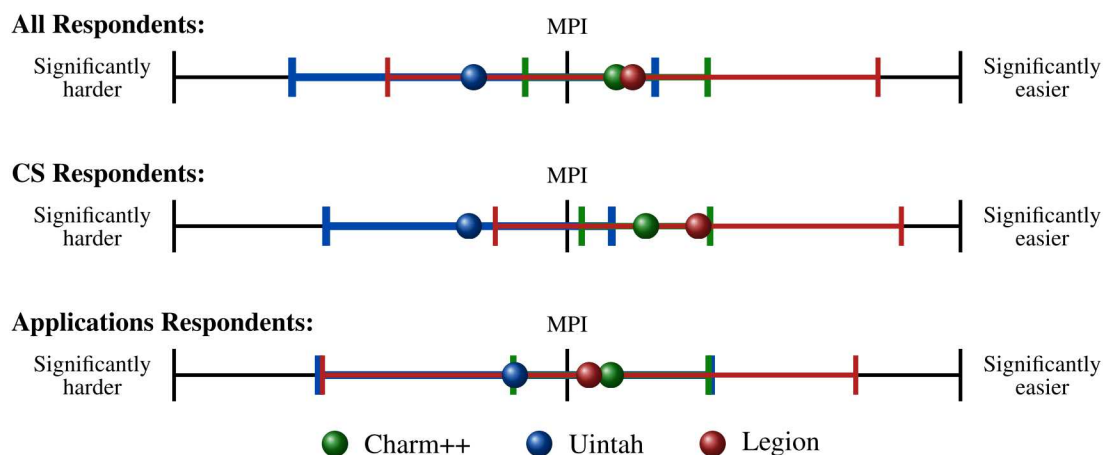 All Respondents:
MPI
Significantly
harder
Significantly
easier
CS Respondents:
MPI
Significantly
harder
Significantly
easier
Applications Respondents:
MPI
Significantly
harder
Significantly
easier
Charm++
Uintah
Legion